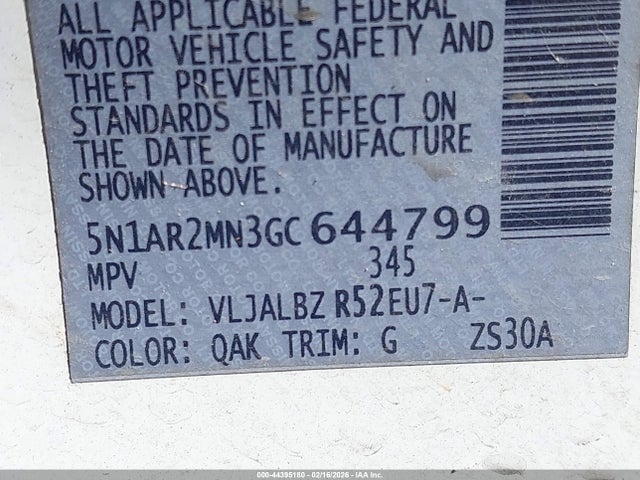 ALL APPLICABLE FEDERAL
MOTOR VEHICLE SAFETY AND
THEFT PREVENTION
STANDARDS IN EFFECT ON
THE DATE OF MANUFACTURE
SHOWN ABOVE.
5N1AR2MN3GC644799
MPV 345
MODEL: VLJALBZ R52EU7-A-
COLOR: QAK TRIM: G ZS30A
000-44395180 - 02/16/2026 - IAA Inc.